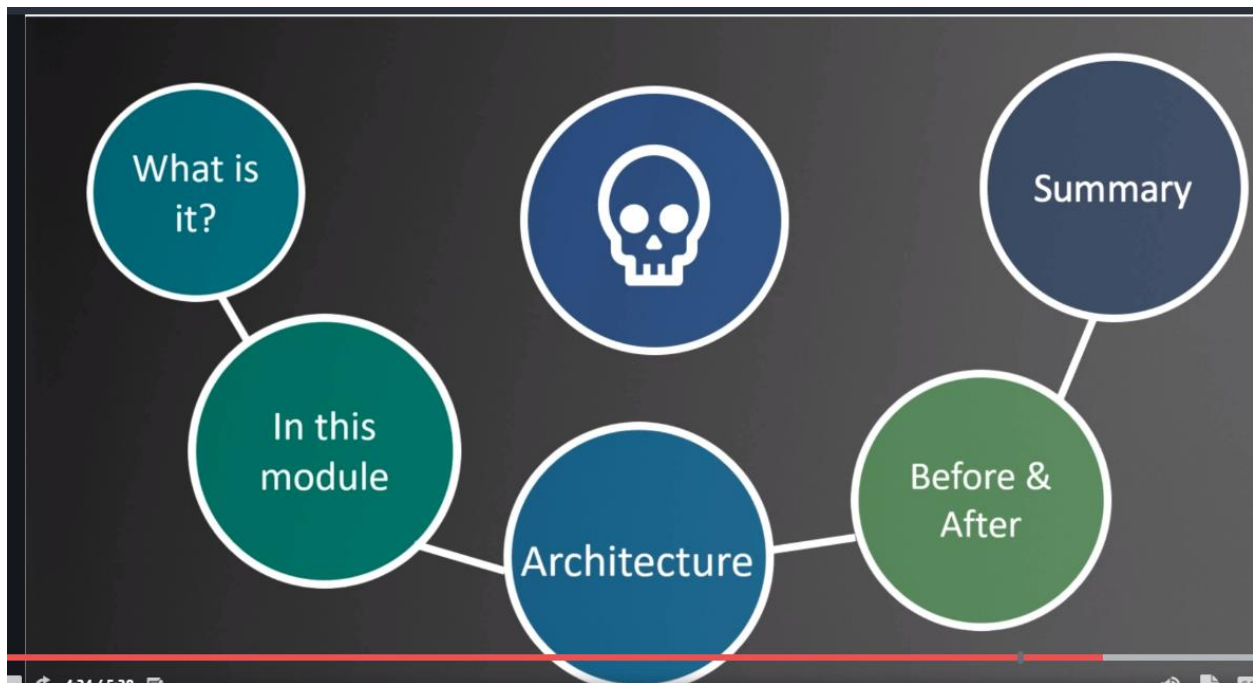 What is
it?
In this
module
Architecture
Before &
After
Summary